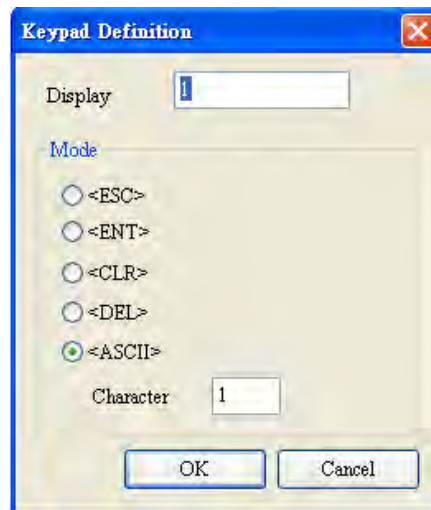 Keypad Definition
Display 1
Mode
<ESC>
<ENT>
<CLR>
<DEL>
<ASCII>
Character 1
OK Cancel